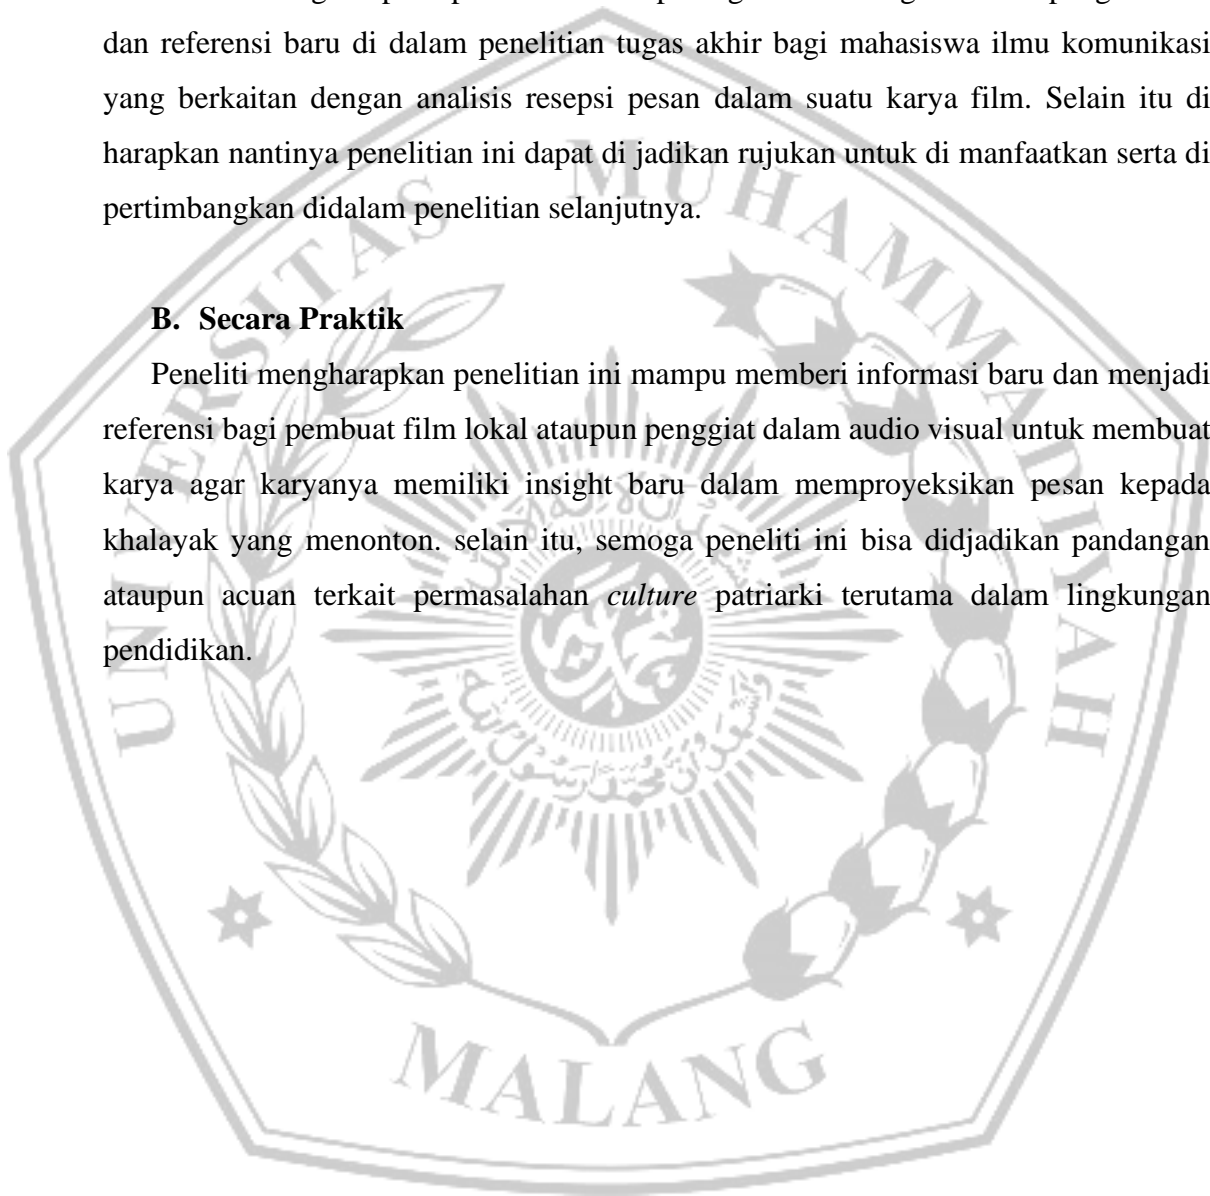 dan referensi baru di dalam penelitian tugas akhir bagi mahasiswa ilmu komunikasi
yang berkaitan dengan analisis resepsi pesan dalam suatu karya film. Selain itu di
harapkan nantinya penelitian ini dapat di jadikan rujukan untuk di manfaatkan serta di
pertimbangkan didalam penelitian selanjutnya.
B. Secara Praktik
Peneliti mengharapkan penelitian ini mampu memberi informasi baru dan menjadi
referensi bagi pembuat film lokal ataupun penggiat dalam audio visual untuk membuat
karya agar karyanya memiliki insight baru dalam memproyeksikan pesan kepada
khalayak yang menonton. selain itu, semoga peneliti ini bisa didjadikan pandangan
ataupun acuan terkait permasalahan culture patriarki terutama dalam lingkungan
pendidikan.
UNIVERSITAS MUHAMMADIYAH
MALANG